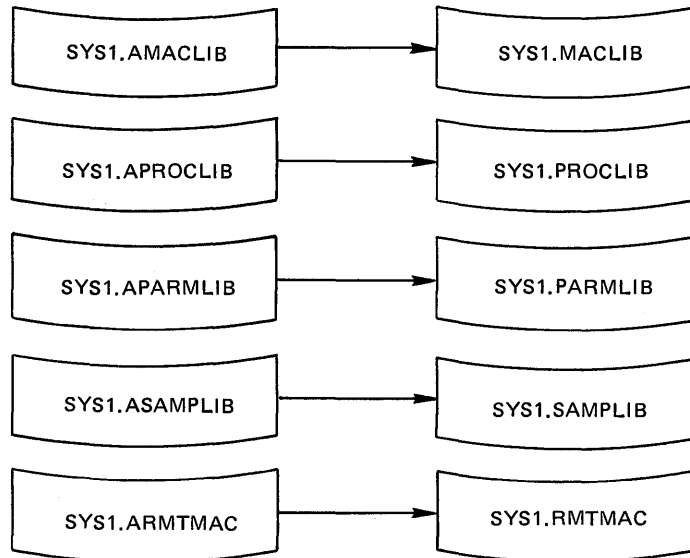 SYS1.AMACLIB SYS1.MACLIB
SYS1.APROCLIB SYS1.PROCLIB
SYS1.APARMLIB SYS1.PARMLIB
SYS1.ASAMPLIB SYS1.SAMPLIB
SYS1.ARMTMAC SYS1.RMTMAC